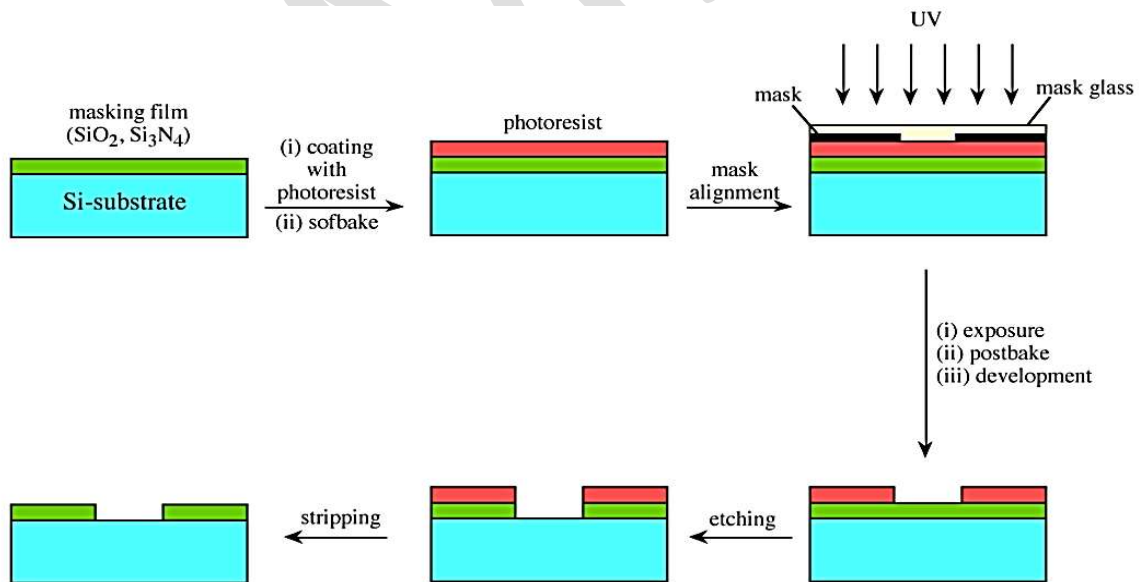 masking film
(SiO₂, Si₃N₄)
Si-substrate
(i) coating
with
photoresist
(ii) sofbake
photoresist
mask
alignment
UV
mask
mask glass
(i) exposure
(ii) postbake
(iii) development
etching
stripping